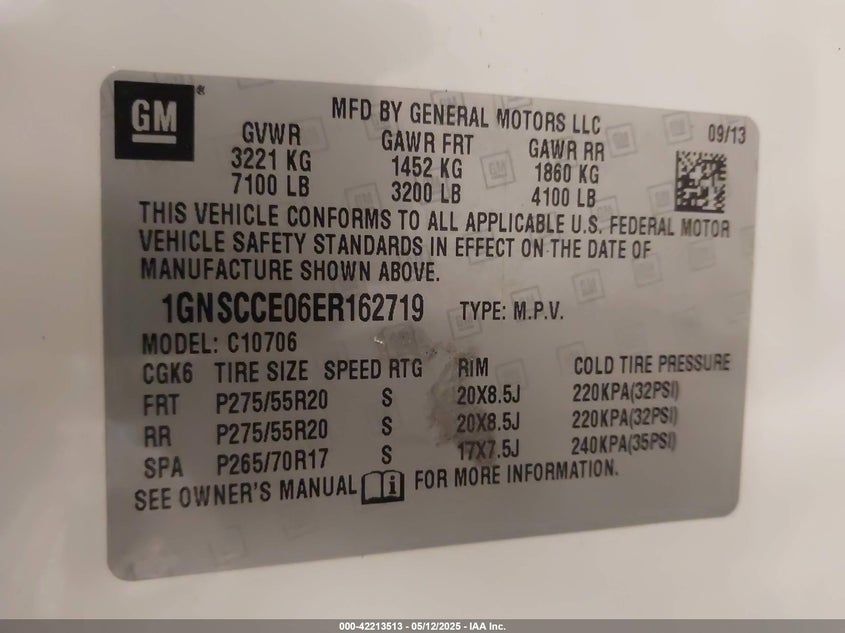 GM®
MFD BY GENERAL MOTORS LLC
09/13
GVWR GAWR FRT GAWR RR
3221 KG 1452 KG 1860 KG
7100 LB 3200 LB 4100 LB
THIS VEHICLE CONFORMS TO ALL APPLICABLE U.S. FEDERAL MOTOR
VEHICLE SAFETY STANDARDS IN EFFECT ON THE DATE OF
MANUFACTURE SHOWN ABOVE.
1GNSCCE06ER162719 TYPE: M.P.V.
MODEL: C10706
CGK6 TIRE SIZE SPEED RTG RIM COLD TIRE PRESSURE
FRT P275/55R20 S 20X8.5J 220KPA(32PSI)
RR P275/55R20 S 20X8.5J 220KPA(32PSI)
SPA P265/70R17 S 17X7.5J 240KPA(35PSI)
SEE OWNER'S MANUAL i FOR MORE INFORMATION.
000-42213513 - 05/12/2025 - IAA Inc.